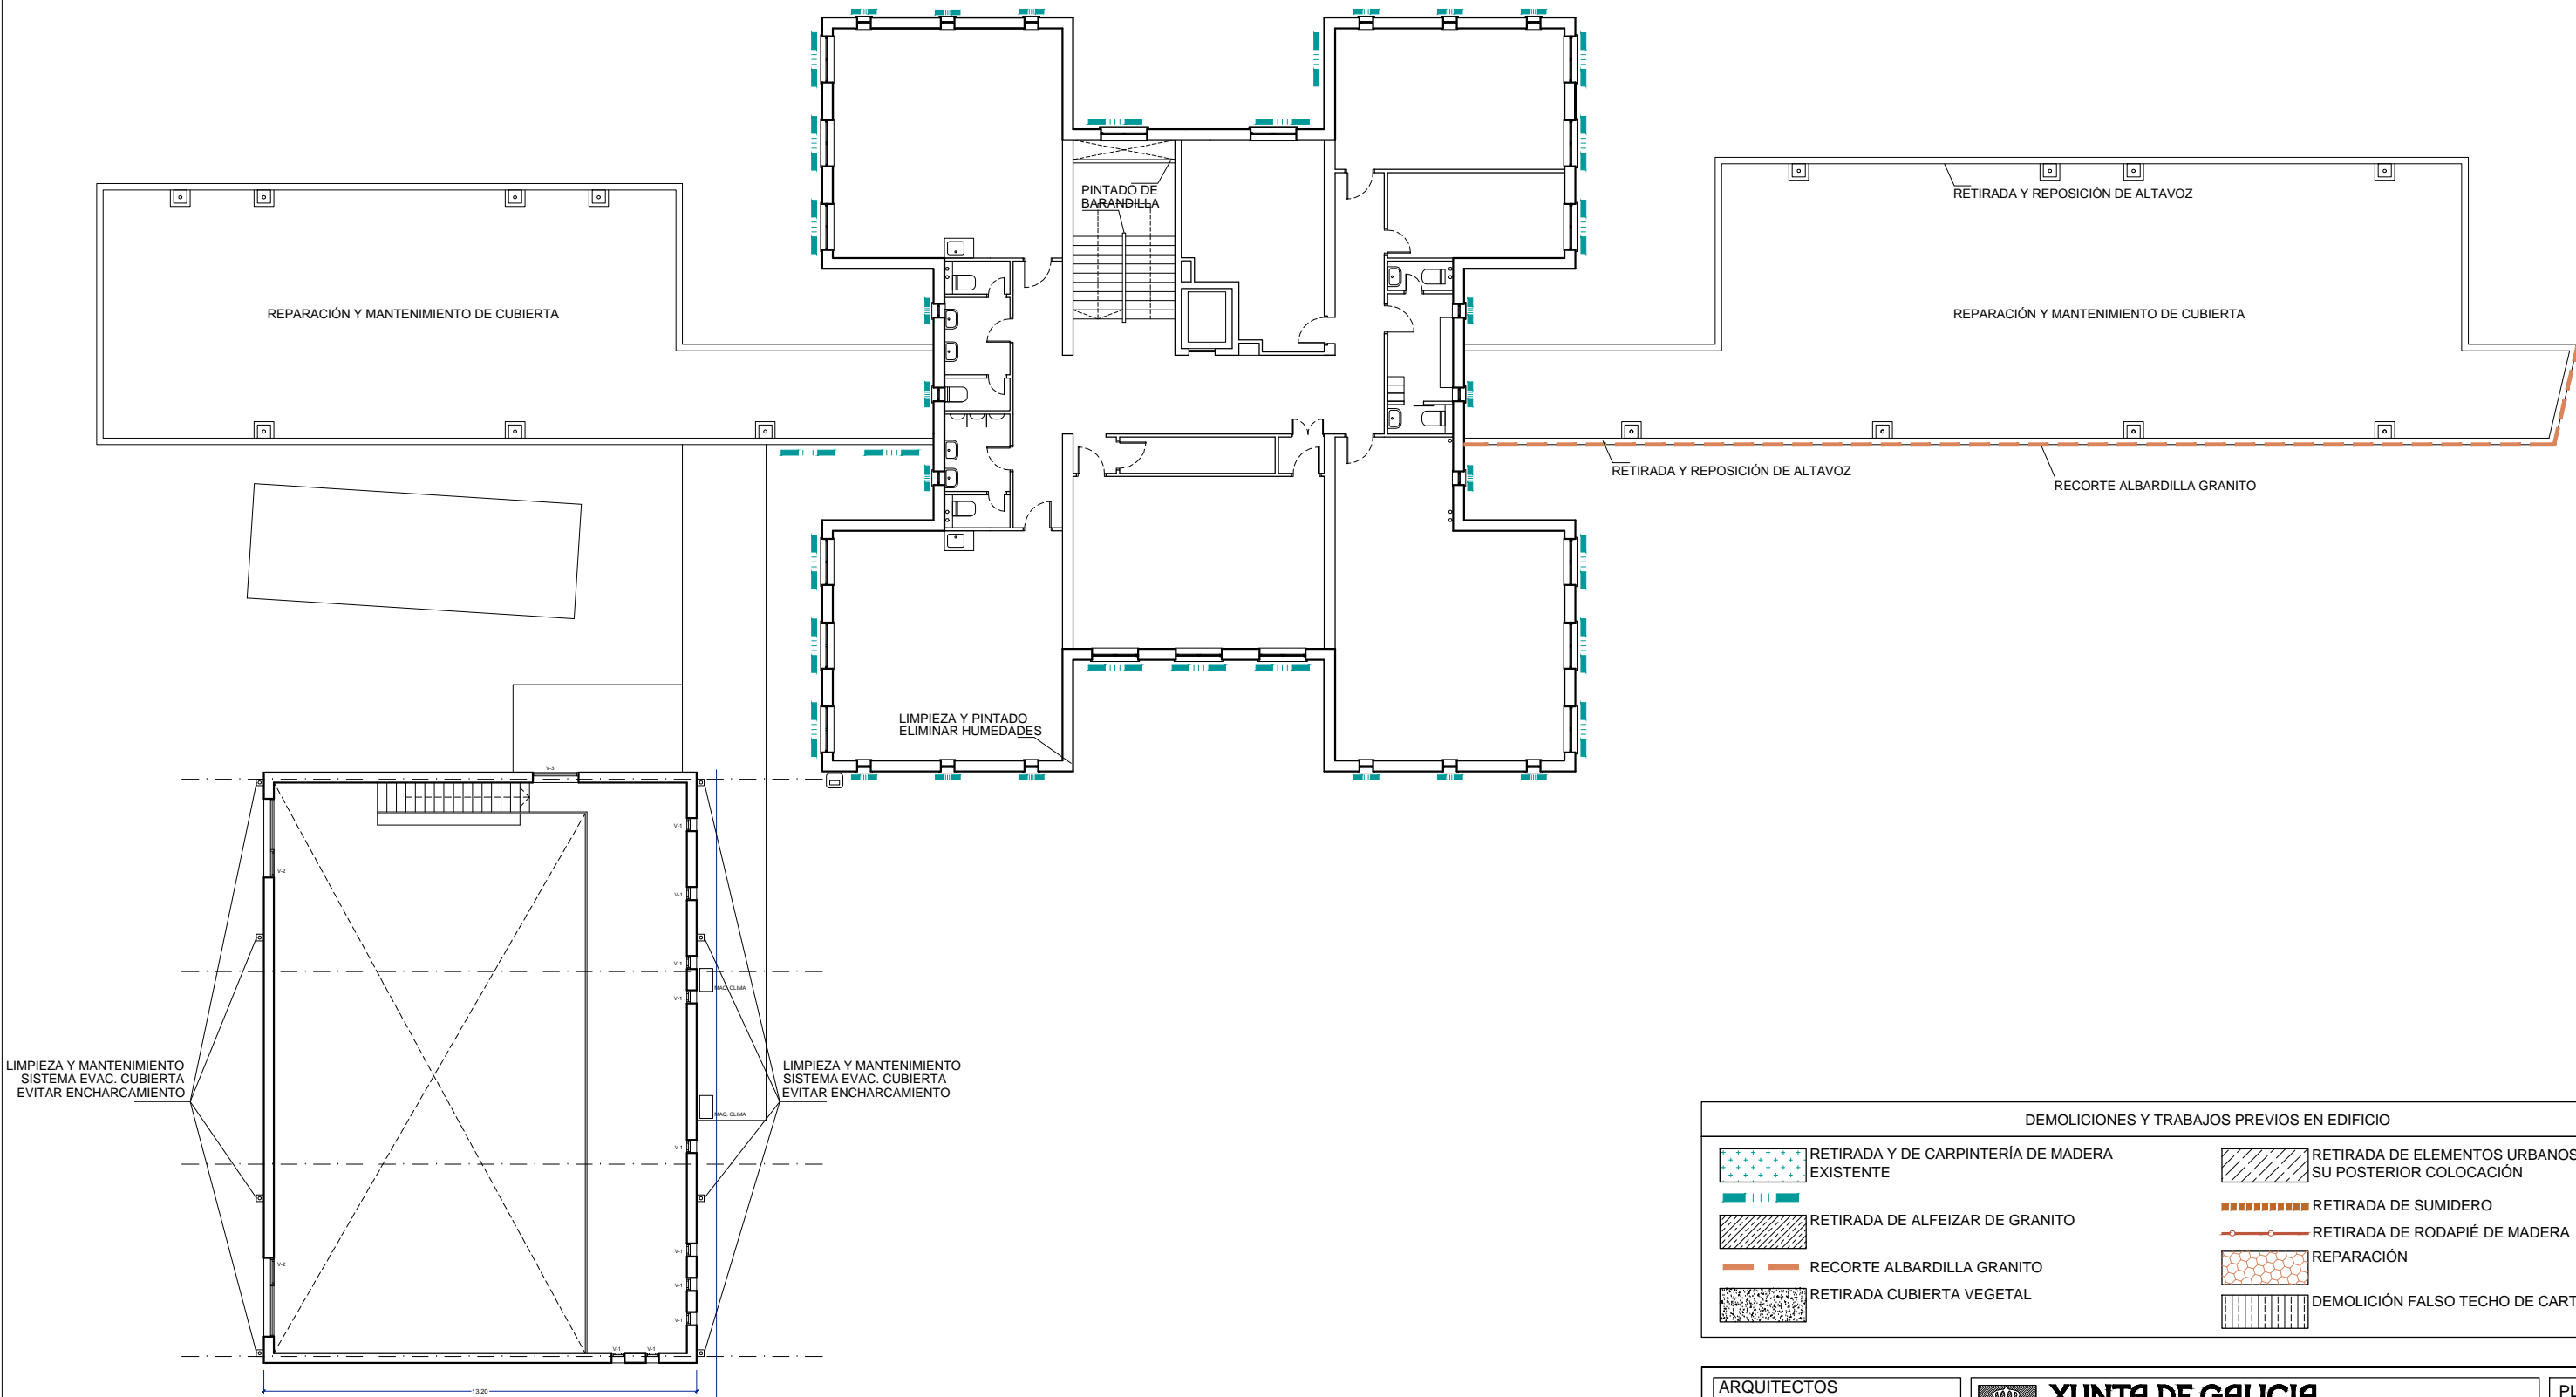 PINTADO DE
BARANDILLA
RETIRADA Y REPOSICIÓN DE ALTAVOZ
REPARACIÓN Y MANTENIMIENTO DE CUBIERTA
REPARACIÓN Y MANTENIMIENTO DE CUBIERTA
RETIRADA Y REPOSICIÓN DE ALTAVOZ
RECORTE ALBARDILLA GRANITO
LIMPIEZA Y PINTADO
ELIMINAR HUMEDADES
V-3
V-1
V-2
V-1
V-1
V-1
MAQ. CLIMA
LIMPIEZA Y MANTENIMIENTO
SISTEMA EVAC. CUBIERTA
EVITAR ENCHARCAMIENTO
LIMPIEZA Y MANTENIMIENTO
SISTEMA EVAC. CUBIERTA
EVITAR ENCHARCAMIENTO
MAQ. CLIMA
V-1
V-1
V-2
V-1
V-1
V-1
V-1
13.20
DEMOLICIONES Y TRABAJOS PREVIOS EN EDIFICIO
RETIRADA Y DE CARPINTERÍA DE MADERA
EXISTENTE
RETIRADA DE ALFEIZAR DE GRANITO
RECORTE ALBARDILLA GRANITO
RETIRADA CUBIERTA VEGETAL
RETIRADA DE ELEMENTOS URBANOS
SU POSTERIOR COLOCACIÓN
RETIRADA DE SUMIDERO
RETIRADA DE RODAPIÉ DE MADERA
REPARACIÓN
DEMOLICIÓN FALSO TECHO DE CART
ARQUITECTOS
XUNTA DE GALICIA